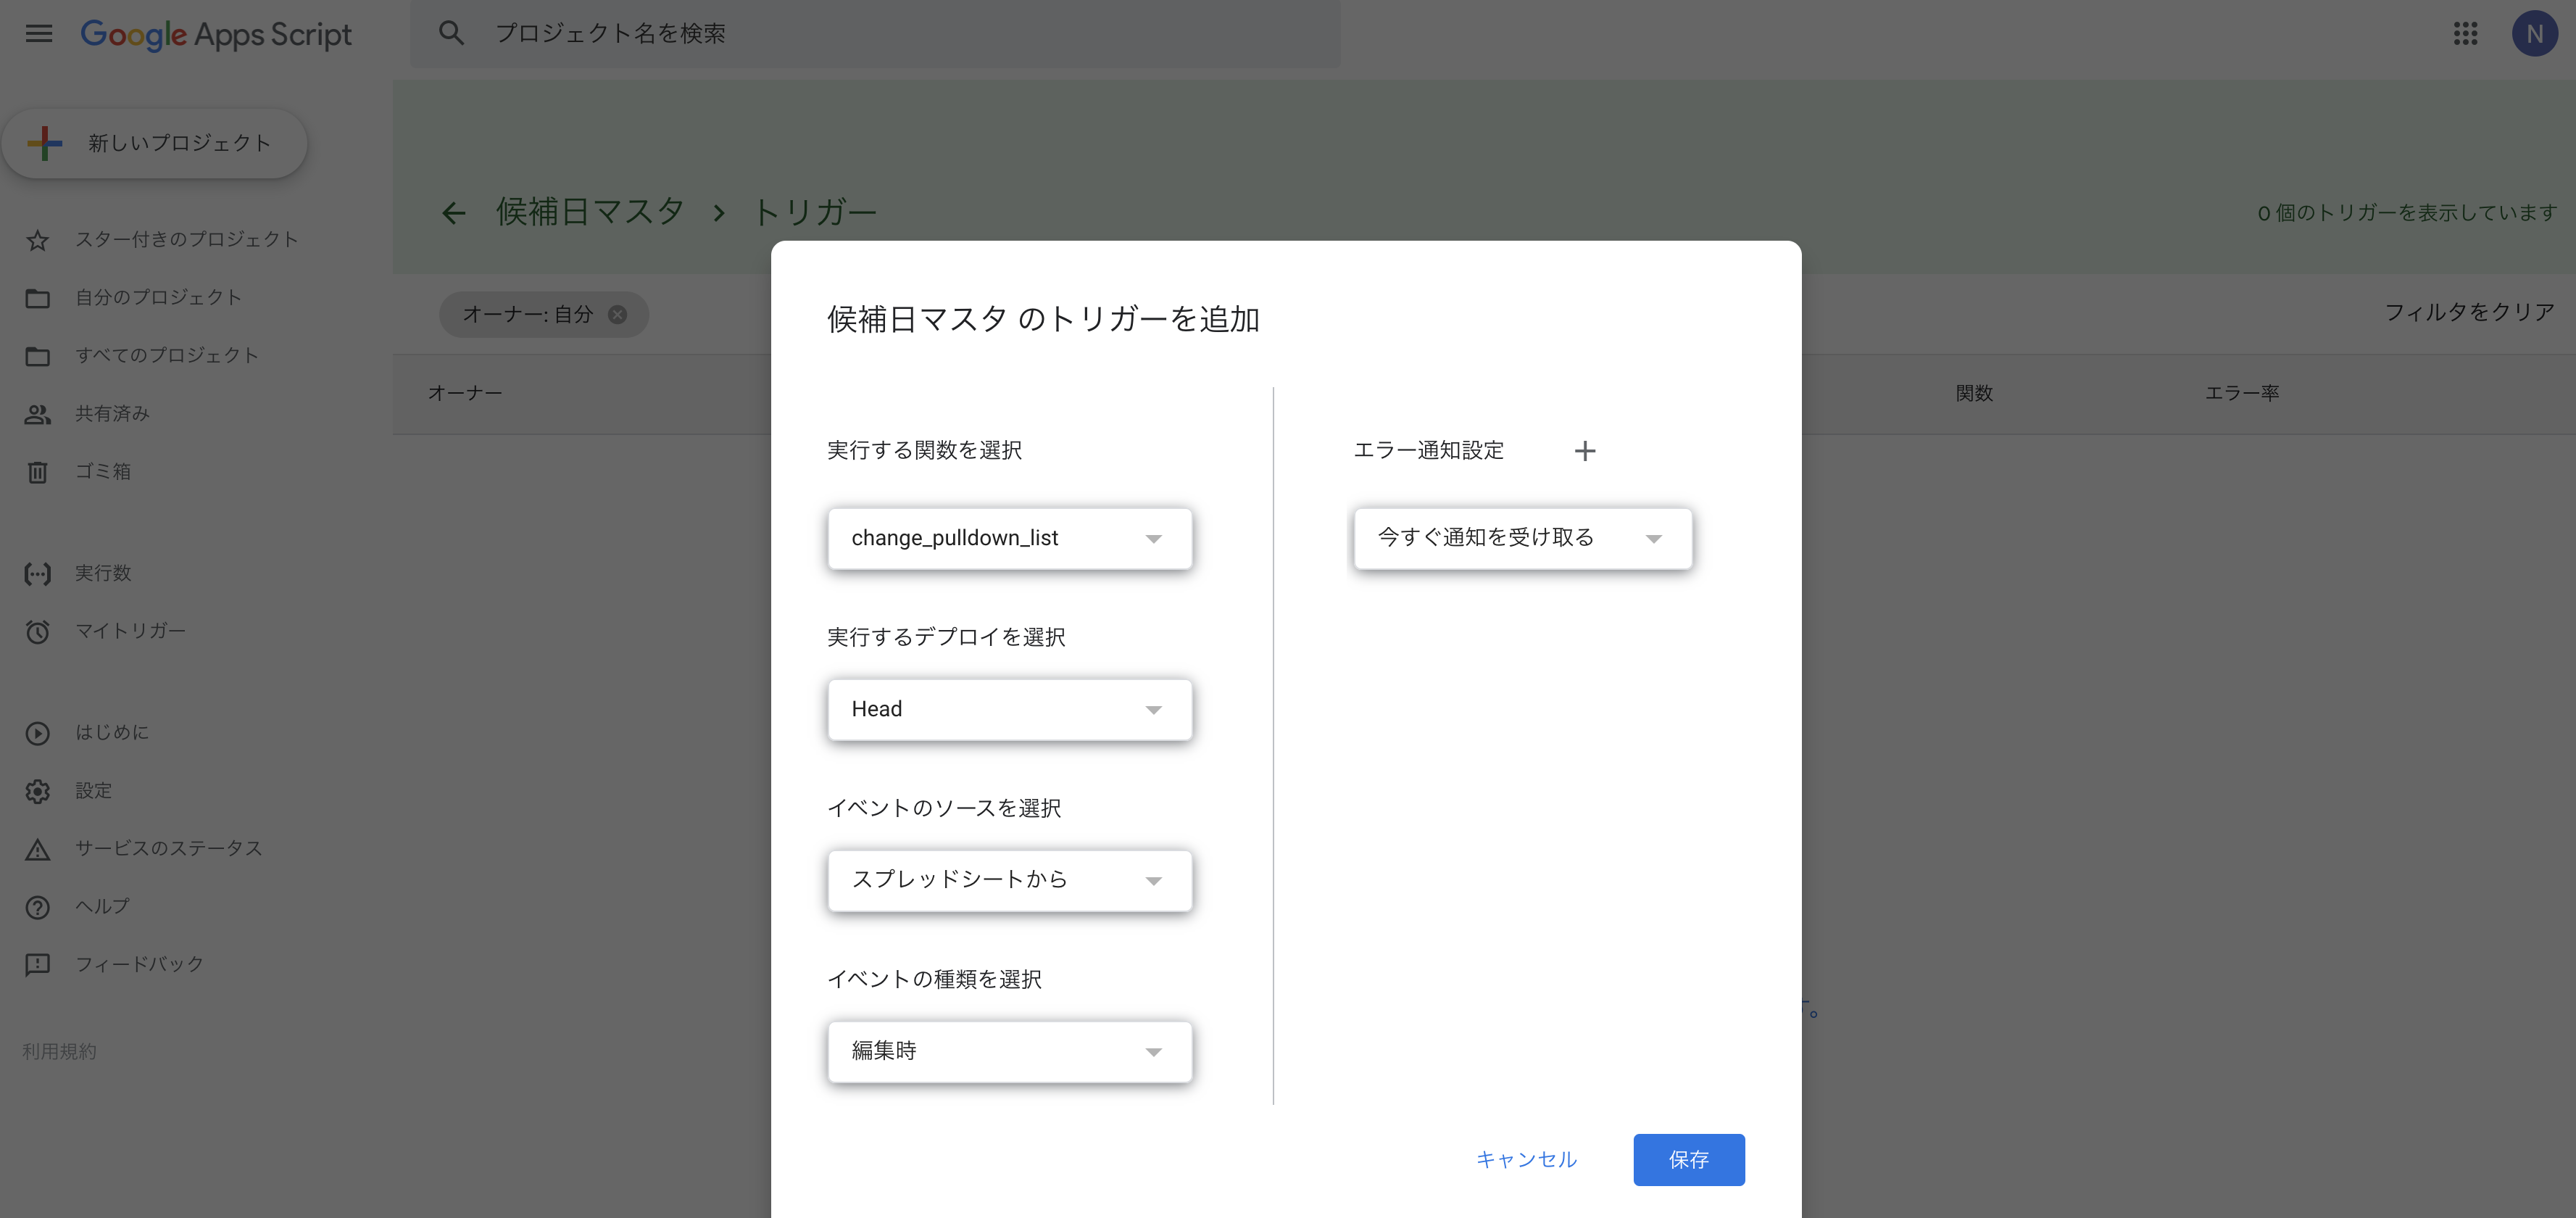 Google Apps Script
プロジェクト名を検索
N
新しいプロジェクト
スター付きのプロジェクト
自分のプロジェクト
すべてのプロジェクト
共有済み
ゴミ箱
実行数
マイトリガー
はじめに
設定
サービスのステータス
ヘルプ
フィードバック
利用規約
候補日マスタ > トリガー
0 個のトリガーを表示しています
オーナー: 自分
フィルタをクリア
オーナー
関数
エラー率
候補日マスタ のトリガーを追加
実行する関数を選択
change_pulldown_list
実行するデプロイを選択
Head
イベントのソースを選択
スプレッドシートから
イベントの種類を選択
編集時
エラー通知設定
今すぐ通知を受け取る
キャンセル
保存